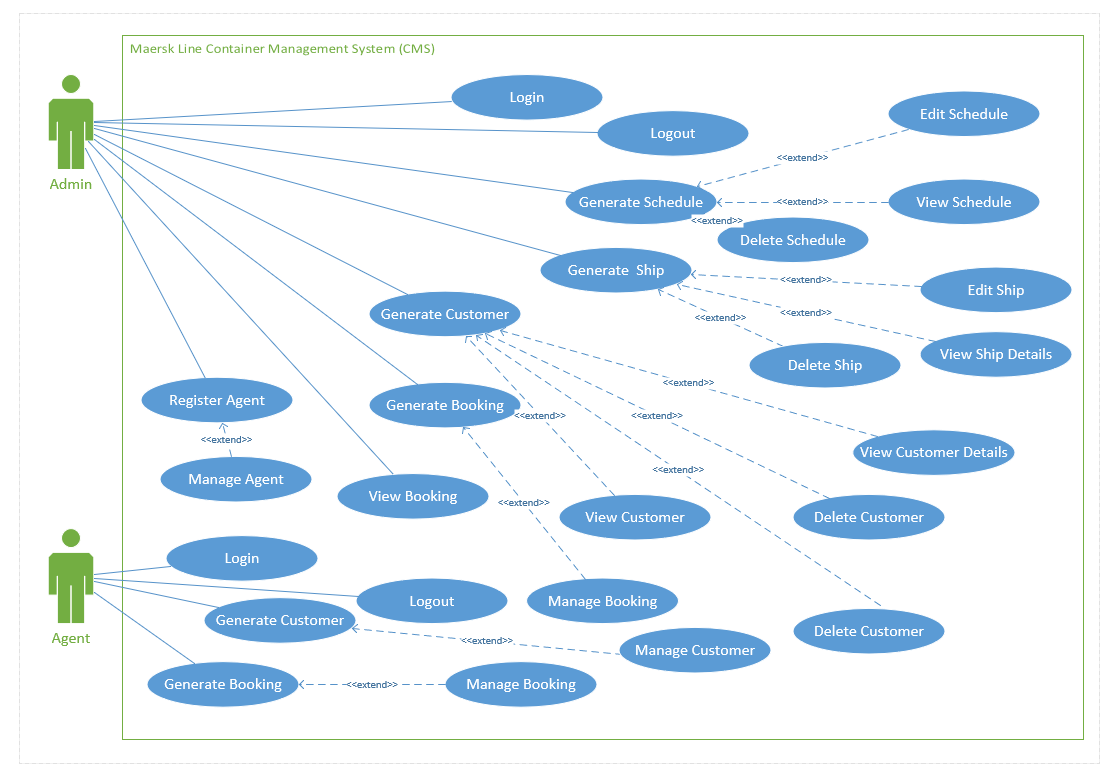 Maersk Line Container Management System (CMS)
Login
Edit Schedule
Logout
<<extend>>
Admin
Generate Schedule
<<extend>>
View Schedule
<<extend>>
Delete Schedule
Generate  Ship
<<extend>>
Edit Ship
Generate Customer
<<extend>>
<<extend>>
View Ship Details
Delete Ship
<<extend>>
Register Agent
Generate Booking
<<extend>>
<<extend>>
<<extend>>
View Customer Details
<<extend>>
Manage Agent
View Booking
<<extend>>
View Customer
Delete Customer
Login
Logout
Manage Booking
Generate Customer
Delete Customer
Agent
<<extend>>
Manage Customer
Generate Booking
<<extend>>
Manage Booking